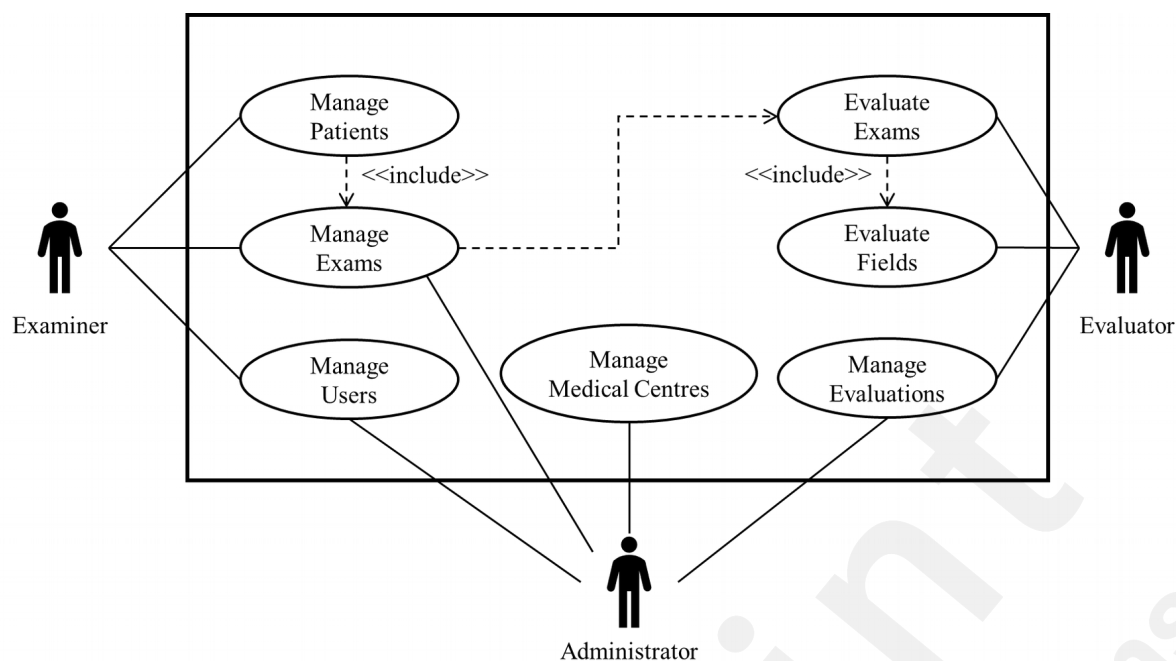 Manage
Patients
<<include>>
Manage
Exams
Manage
Users
Manage
Medical Centres
Evaluate
Exams
<<include>>
Evaluate
Fields
Manage
Evaluations
Examiner
Evaluator
Administrator
int